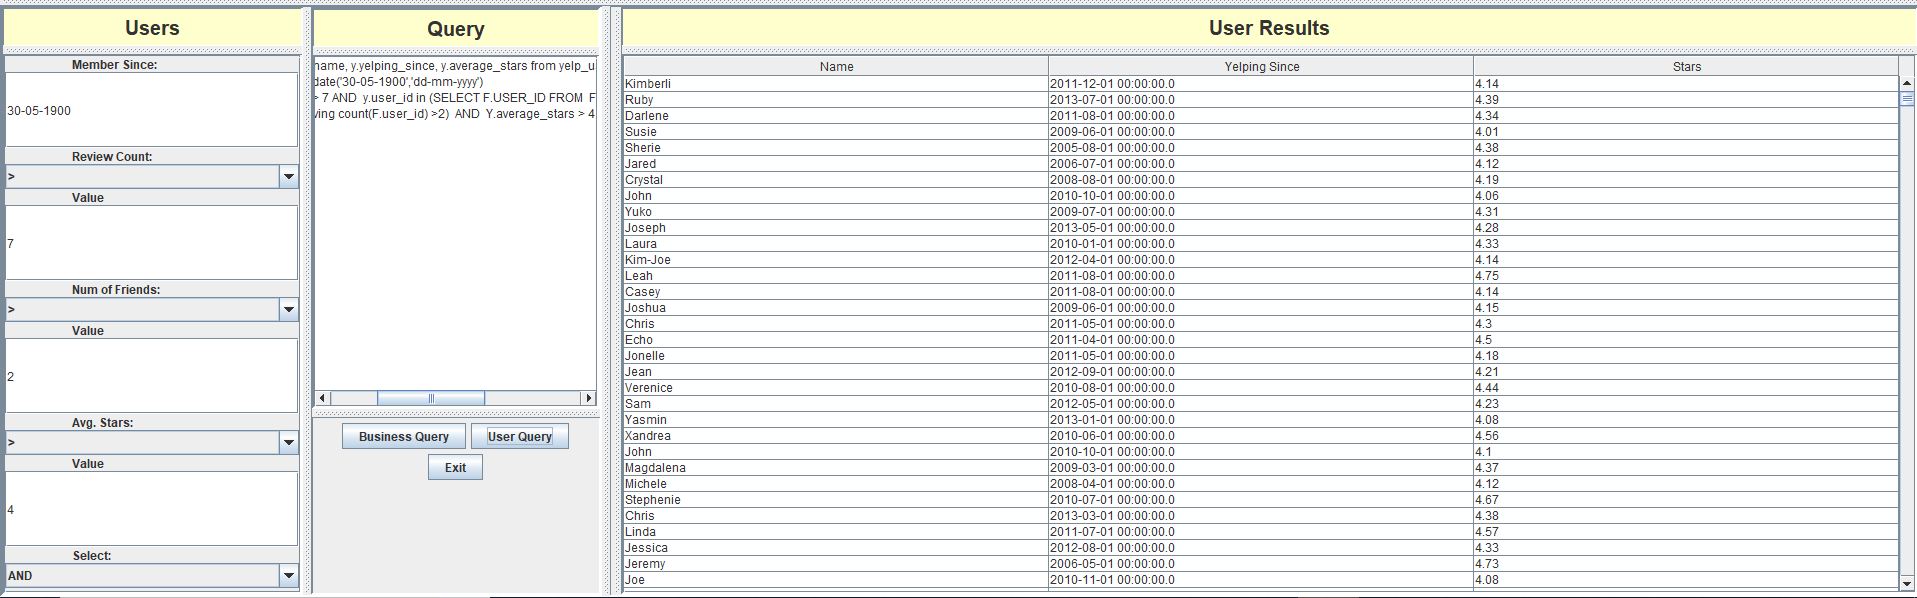 Users
Member Since:
30-05-1900
Review Count:
>
Value
7
Num of Friends:
>
Value
2
Avg. Stars:
>
Value
4
Select:
AND
Query
name, y.yelping_since, y.average_stars from yelp_u
date('30-05-1900','dd-mm-yyyy')
> 7 AND y.user_id in (SELECT F.USER_ID FROM F
ving count(F.user_id) >2) AND Y.average_stars > 4
Business Query User Query
Exit
User Results
Name Yelping Since Stars
Kimberli 2011-12-01 00:00:00.0 4.14
Ruby 2013-07-01 00:00:00.0 4.39
Darlene 2011-08-01 00:00:00.0 4.34
Susie 2009-06-01 00:00:00.0 4.01
Sherie 2005-08-01 00:00:00.0 4.38
Jared 2006-07-01 00:00:00.0 4.12
Crystal 2008-08-01 00:00:00.0 4.19
John 2010-10-01 00:00:00.0 4.06
Yuko 2009-07-01 00:00:00.0 4.31
Joseph 2013-05-01 00:00:00.0 4.28
Laura 2010-01-01 00:00:00.0 4.33
Kim-Joe 2012-04-01 00:00:00.0 4.14
Leah 2011-08-01 00:00:00.0 4.75
Casey 2011-08-01 00:00:00.0 4.14
Joshua 2009-06-01 00:00:00.0 4.15
Chris 2011-05-01 00:00:00.0 4.3
Echo 2011-04-01 00:00:00.0 4.5
Jonelle 2011-05-01 00:00:00.0 4.18
Jean 2012-09-01 00:00:00.0 4.21
Verenice 2010-08-01 00:00:00.0 4.44
Sam 2012-05-01 00:00:00.0 4.23
Yasmin 2013-01-01 00:00:00.0 4.08
Xandrea 2010-06-01 00:00:00.0 4.56
John 2010-10-01 00:00:00.0 4.1
Magdalena 2009-03-01 00:00:00.0 4.37
Michele 2008-04-01 00:00:00.0 4.12
Stephenie 2010-07-01 00:00:00.0 4.67
Chris 2013-03-01 00:00:00.0 4.38
Linda 2011-07-01 00:00:00.0 4.57
Jessica 2012-08-01 00:00:00.0 4.33
Jeremy 2006-05-01 00:00:00.0 4.73
Joe 2010-11-01 00:00:00.0 4.08